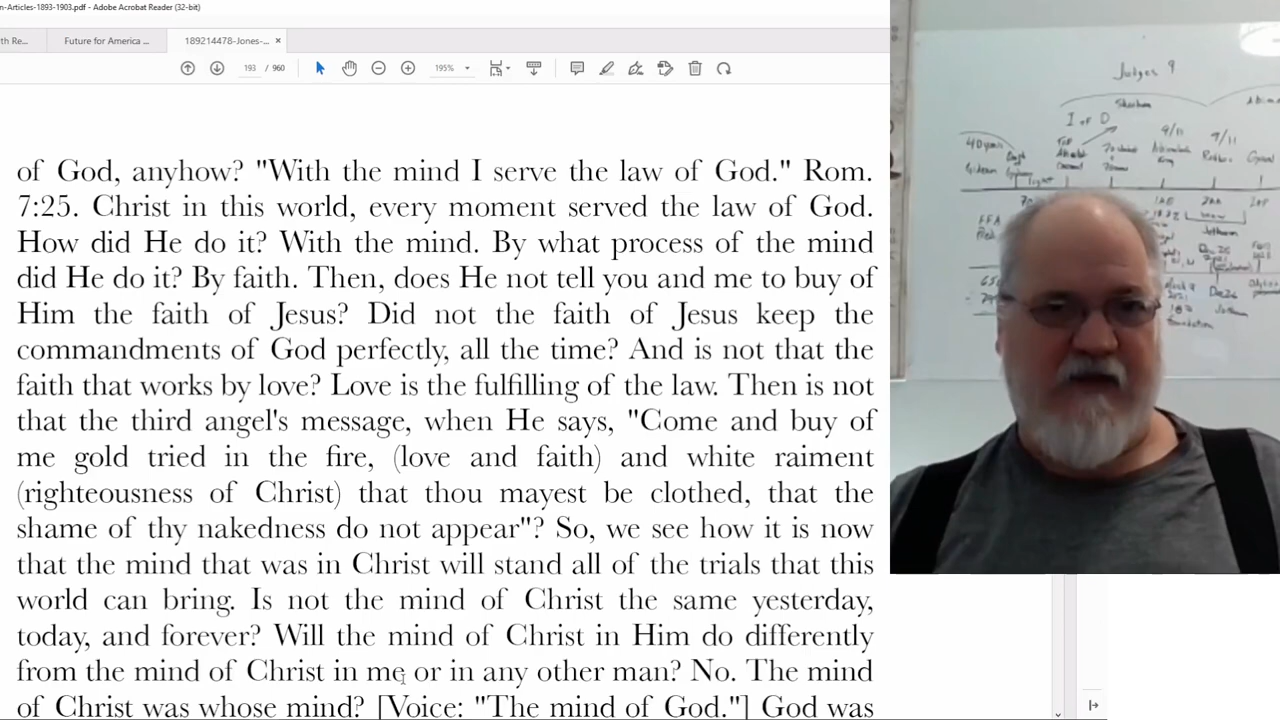 n-Articles-1893-1903.pdf - Adobe Acrobat Reader (32-bit)
th Re...
Future for America ...
189214478-Jones-...
193 / 960
195%
of God, anyhow? "With the mind I serve the law of God." Rom.
7:25. Christ in this world, every moment served the law of God.
How did He do it? With the mind. By what process of the mind
did He do it? By faith. Then, does He not tell you and me to buy of
Him the faith of Jesus? Did not the faith of Jesus keep the
commandments of God perfectly, all the time? And is not that the
faith that works by love? Love is the fulfilling of the law. Then is not
that the third angel's message, when He says, "Come and buy of
me gold tried in the fire, (love and faith) and white raiment
(righteousness of Christ) that thou mayest be clothed, that the
shame of thy nakedness do not appear"? So, we see how it is now
that the mind that was in Christ will stand all of the trials that this
world can bring. Is not the mind of Christ the same yesterday,
today, and forever? Will the mind of Christ in Him do differently
from the mind of Christ in me or in any other man? No. The mind
of Christ was whose mind? [Voice: "The mind of God."] God was
Judges 9
9/11
9/11
Gideon
FFA
foundation